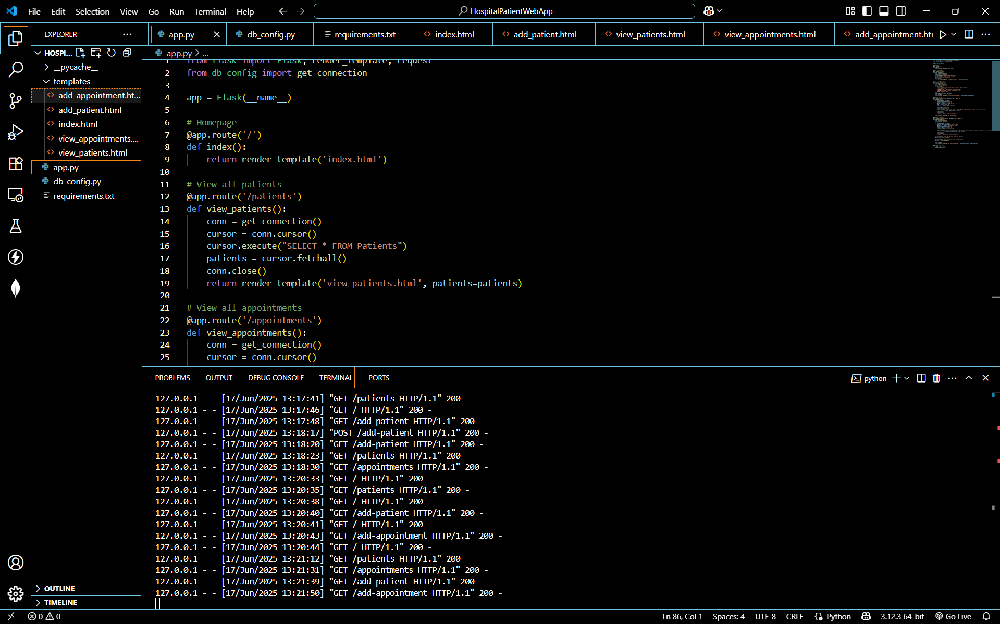 File Edit Selection View Go Run Terminal Help
HospitalPatientWebApp
EXPLORER
HOSPI...
__pycache__
templates
add_appointment.ht...
add_patient.html
index.html
view_appointments....
view_patients.html
app.py
db_config.py
requirements.txt
OUTLINE
TIMELINE
app.py db_config.py requirements.txt index.html add_patient.html view_patients.html view_appointments.html add_appointment.ht
app.py > ...
1 from flask import Flask, render_template, request
2 from db_config import get_connection
3
4 app = Flask(__name__)
5
6 # Homepage
7 @app.route('/')
8 def index():
9 return render_template('index.html')
10
11 # View all patients
12 @app.route('/patients')
13 def view_patients():
14 conn = get_connection()
15 cursor = conn.cursor()
16 cursor.execute("SELECT * FROM Patients")
17 patients = cursor.fetchall()
18 conn.close()
19 return render_template('view_patients.html', patients=patients)
20
21 # View all appointments
22 @app.route('/appointments')
23 def view_appointments():
24 conn = get_connection()
25 cursor = conn.cursor()
PROBLEMS OUTPUT DEBUG CONSOLE TERMINAL PORTS
python
127.0.0.1 - - [17/Jun/2025 13:17:41] "GET /patients HTTP/1.1" 200 -
127.0.0.1 - - [17/Jun/2025 13:17:46] "GET / HTTP/1.1" 200 -
127.0.0.1 - - [17/Jun/2025 13:17:48] "GET /add-patient HTTP/1.1" 200 -
127.0.0.1 - - [17/Jun/2025 13:18:17] "POST /add-patient HTTP/1.1" 200 -
127.0.0.1 - - [17/Jun/2025 13:18:20] "GET /add-patient HTTP/1.1" 200 -
127.0.0.1 - - [17/Jun/2025 13:18:23] "GET /patients HTTP/1.1" 200 -
127.0.0.1 - - [17/Jun/2025 13:18:30] "GET /appointments HTTP/1.1" 200 -
127.0.0.1 - - [17/Jun/2025 13:20:33] "GET / HTTP/1.1" 200 -
127.0.0.1 - - [17/Jun/2025 13:20:35] "GET /patients HTTP/1.1" 200 -
127.0.0.1 - - [17/Jun/2025 13:20:38] "GET / HTTP/1.1" 200 -
127.0.0.1 - - [17/Jun/2025 13:20:40] "GET /add-patient HTTP/1.1" 200 -
127.0.0.1 - - [17/Jun/2025 13:20:41] "GET / HTTP/1.1" 200 -
127.0.0.1 - - [17/Jun/2025 13:20:43] "GET /add-appointment HTTP/1.1" 200 -
127.0.0.1 - - [17/Jun/2025 13:20:44] "GET / HTTP/1.1" 200 -
127.0.0.1 - - [17/Jun/2025 13:21:12] "GET /patients HTTP/1.1" 200 -
127.0.0.1 - - [17/Jun/2025 13:21:31] "GET /appointments HTTP/1.1" 200 -
127.0.0.1 - - [17/Jun/2025 13:21:39] "GET /add-patient HTTP/1.1" 200 -
127.0.0.1 - - [17/Jun/2025 13:21:50] "GET /add-appointment HTTP/1.1" 200 -
0 0 Ln 86, Col 1 Spaces: 4 UTF-8 CRLF {} Python 3.12.3 64-bit Go Live